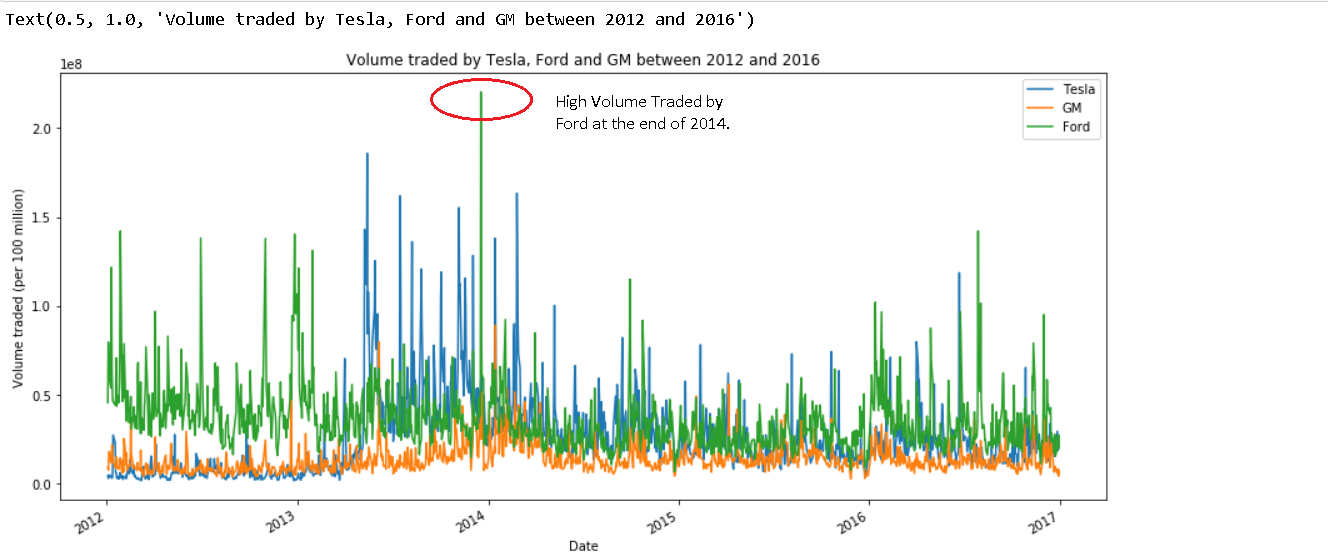 Text(0.5, 1.0, 'Volume traded by Tesla, Ford and GM between 2012 and 2016')
Volume traded by Tesla, Ford and GM between 2012 and 2016
1e8
Tesla
GM
Ford
High Volume Traded by
Ford at the end of 2014.
Volume traded (per 100 million)
2.0
1.5
1.0
0.5
0.0
2012
2013
2014
2015
2016
2017
Date